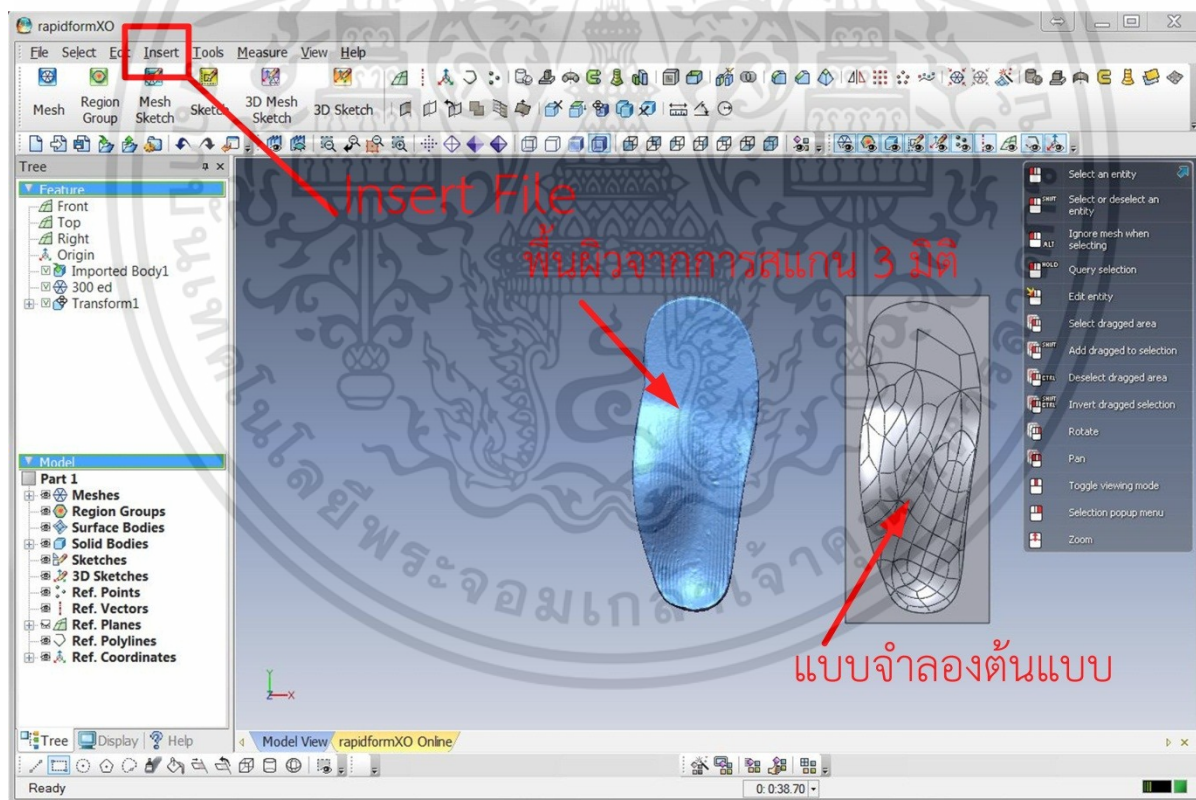 rapidformXO
File Select Edit Insert Tools Measure View Help
Mesh Region Group Mesh Sketch Sketch 3D Mesh Sketch 3D Sketch
Tree
Feature
Front
Top
Right
Origin
Imported Body1
300 ed
Transform1
Insert File
พื้นผิวจากการสแกน 3 มิติ
แบบจำลองต้นแบบ
Select an entity
SHIFT Select or deselect an entity
ALT Ignore mesh when selecting
HOLD Query selection
Edit entity
Select dragged area
SHIFT Add dragged to selection
CTRL Deselect dragged area
SHIFT CTRL Invert dragged selection
Rotate
Pan
Toggle viewing mode
Selection popup menu
Zoom
Model
Part 1
Meshes
Region Groups
Surface Bodies
Solid Bodies
Sketches
3D Sketches
Ref. Points
Ref. Vectors
Ref. Planes
Ref. Polylines
Ref. Coordinates
Y
Z X
Tree Display Help
Model View rapidformXO Online
Ready
0: 0:38.70